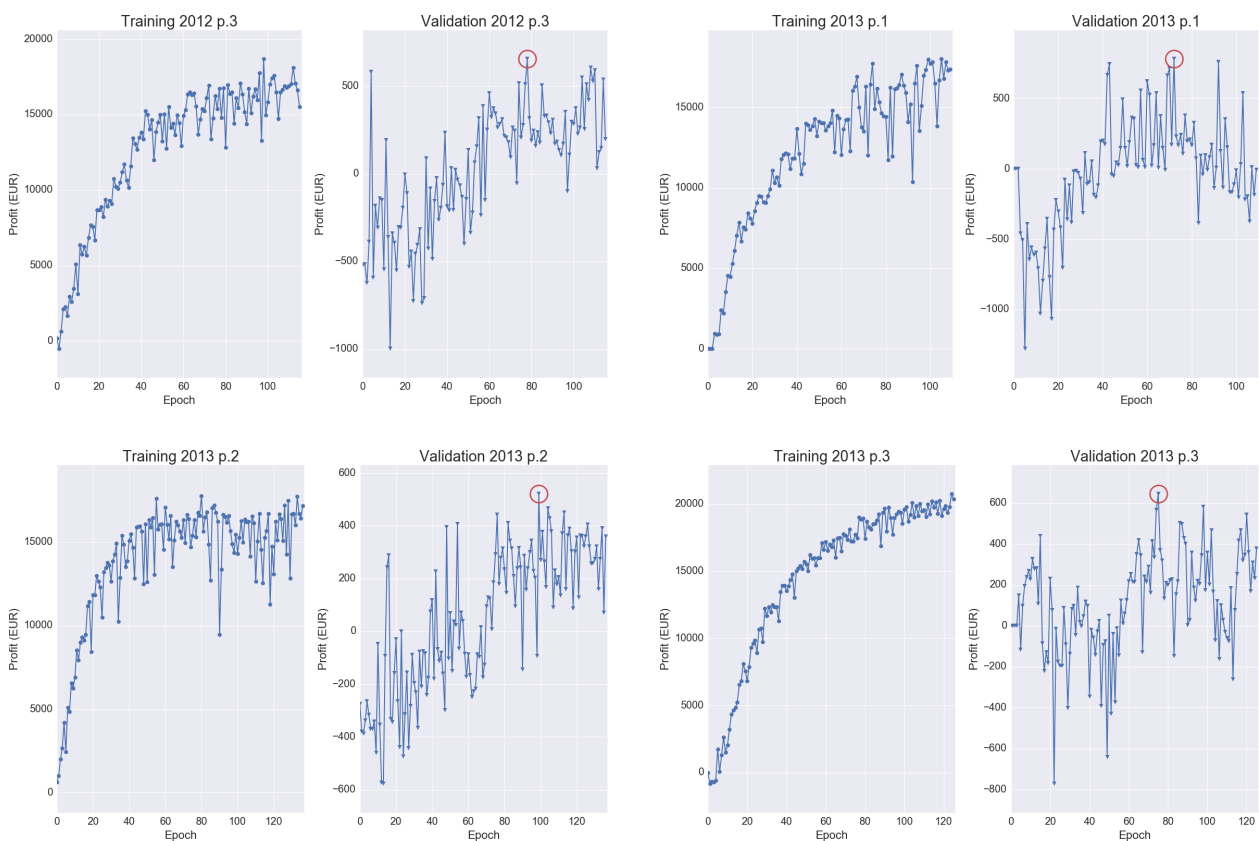 Training 2012 p.3
Profit (EUR)
20000
15000
10000
5000
0
0 20 40 60 80 100
Epoch
Validation 2012 p.3
Profit (EUR)
500
0
−500
−1000
0 20 40 60 80 100
Epoch
Training 2013 p.1
Profit (EUR)
15000
10000
5000
0
0 20 40 60 80 100
Epoch
Validation 2013 p.1
Profit (EUR)
500
0
−500
−1000
0 20 40 60 80 100
Epoch
Training 2013 p.2
Profit (EUR)
15000
10000
5000
0
0 20 40 60 80 100 120
Epoch
Validation 2013 p.2
Profit (EUR)
600
400
200
0
−200
−400
−600
0 20 40 60 80 100 120
Epoch
Training 2013 p.3
Profit (EUR)
20000
15000
10000
5000
0
0 20 40 60 80 100 120
Epoch
Validation 2013 p.3
Profit (EUR)
600
400
200
0
−200
−400
−600
−800
0 20 40 60 80 100 120
Epoch